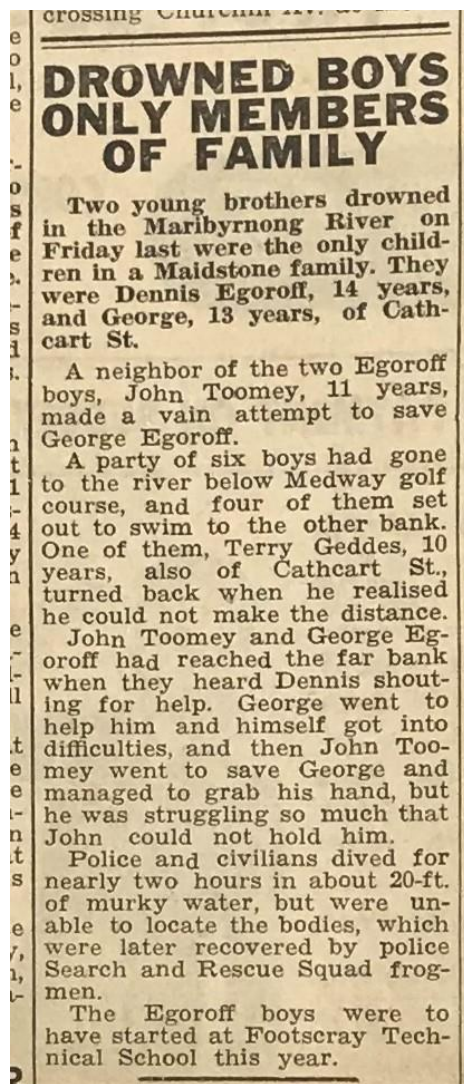 crossing Churchill Av.
DROWNED BOYS
ONLY MEMBERS
OF FAMILY
Two young brothers drowned
in the Maribyrnong River on
Friday last were the only child-
ren in a Maidstone family. They
were Dennis Egoroff, 14 years,
and George, 13 years, of Cath-
cart St.
A neighbor of the two Egoroff
boys, John Toomey, 11 years,
made a vain attempt to save
George Egoroff.
A party of six boys had gone
to the river below Medway golf
course, and four of them set
out to swim to the other bank.
One of them, Terry Geddes, 10
years, also of Cathcart St.,
turned back when he realised
he could not make the distance.
John Toomey and George Eg-
oroff had reached the far bank
when they heard Dennis shout-
ing for help. George went to
help him and himself got into
difficulties, and then John Too-
mey went to save George and
managed to grab his hand, but
he was struggling so much that
John could not hold him.
Police and civilians dived for
nearly two hours in about 20-ft.
of murky water, but were un-
able to locate the bodies, which
were later recovered by police
Search and Rescue Squad frog-
men.
The Egoroff boys were to
have started at Footscray Tech-
nical School this year.